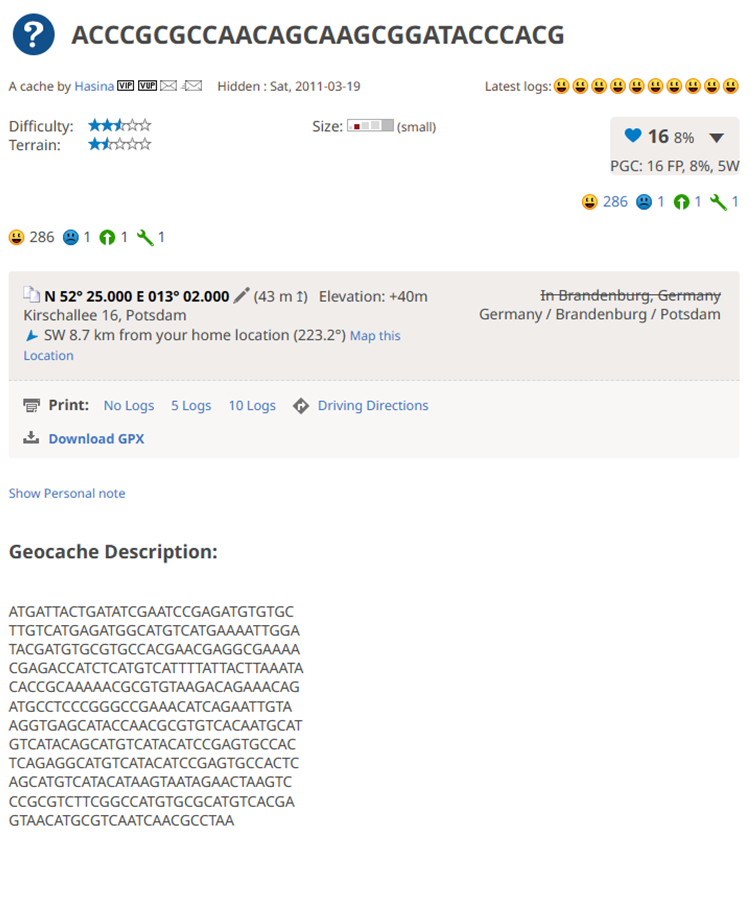 ACCCGCGCCAACAGCAAGCGGATACCCACG
A cache by Hasina VIP VUP Hidden : Sat, 2011-03-19 Latest logs:
Difficulty:
Terrain:
Size: (small)
16 8%
PGC: 16 FP, 8%, 5W
286 1 1 1
286 1 1 1
N 52° 25.000 E 013° 02.000 (43 m) Elevation: +40m
In Brandenburg, Germany
Kirschallee 16, Potsdam
Germany / Brandenburg / Potsdam
SW 8.7 km from your home location (223.2°) Map this
Location
Print: No Logs 5 Logs 10 Logs Driving Directions
Download GPX
Show Personal note
Geocache Description:
ATGATTACTGATATCGAATCCGAGATGTGTGC
TTGTCATGAGATGGCATGTCATGAAAATTGGA
TACGATGTGCGTGCCACGAACGAGGCGAAAA
CGAGACCATCTCATGTCATTTTATTACTTAAATA
CACCGCAAAAACGCGTGTAAGACAGAAACAG
ATGCCTCCCGGGCCGAAACATCAGAATTGTA
AGGTGAGCATACCAACGCGTGTCACAATGCAT
GTCATACAGCATGTCATACATCCGAGTGCCAC
TCAGAGGCATGTCATACATCCGAGTGCCACTC
AGCATGTCATACATAAGTAATAGAACTAAGTC
CCGCGTCTTCGGCCATGTGCGCATGTCACGA
GTAACATGCGTCAATCAACGCCTAA